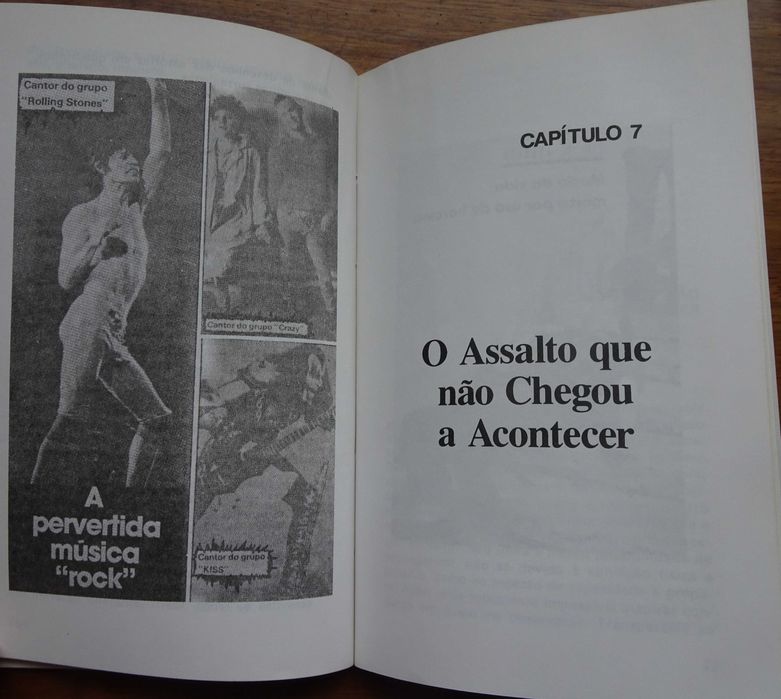 Cantor do grupo
"Rolling Stones"
Cantor do grupo "Crazy"
Cantor do grupo
"KISS"
A
pervertida
música
"rock"
CAPÍTULO 7
O Assalto que
não Chegou
a Acontecer